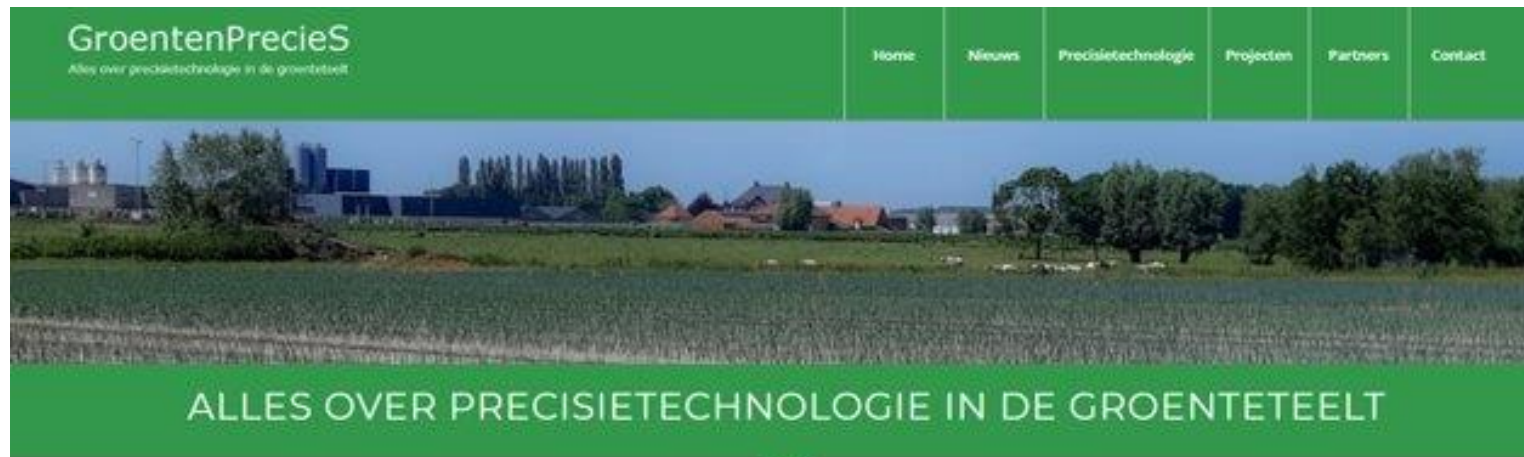 GroentenPrecieS
Alles over precisietechnologie in de groenteteelt
Home Nieuws Precisietechnologie Projecten Partners Contact
ALLES OVER PRECISIETECHNOLOGIE IN DE GROENTETEELT